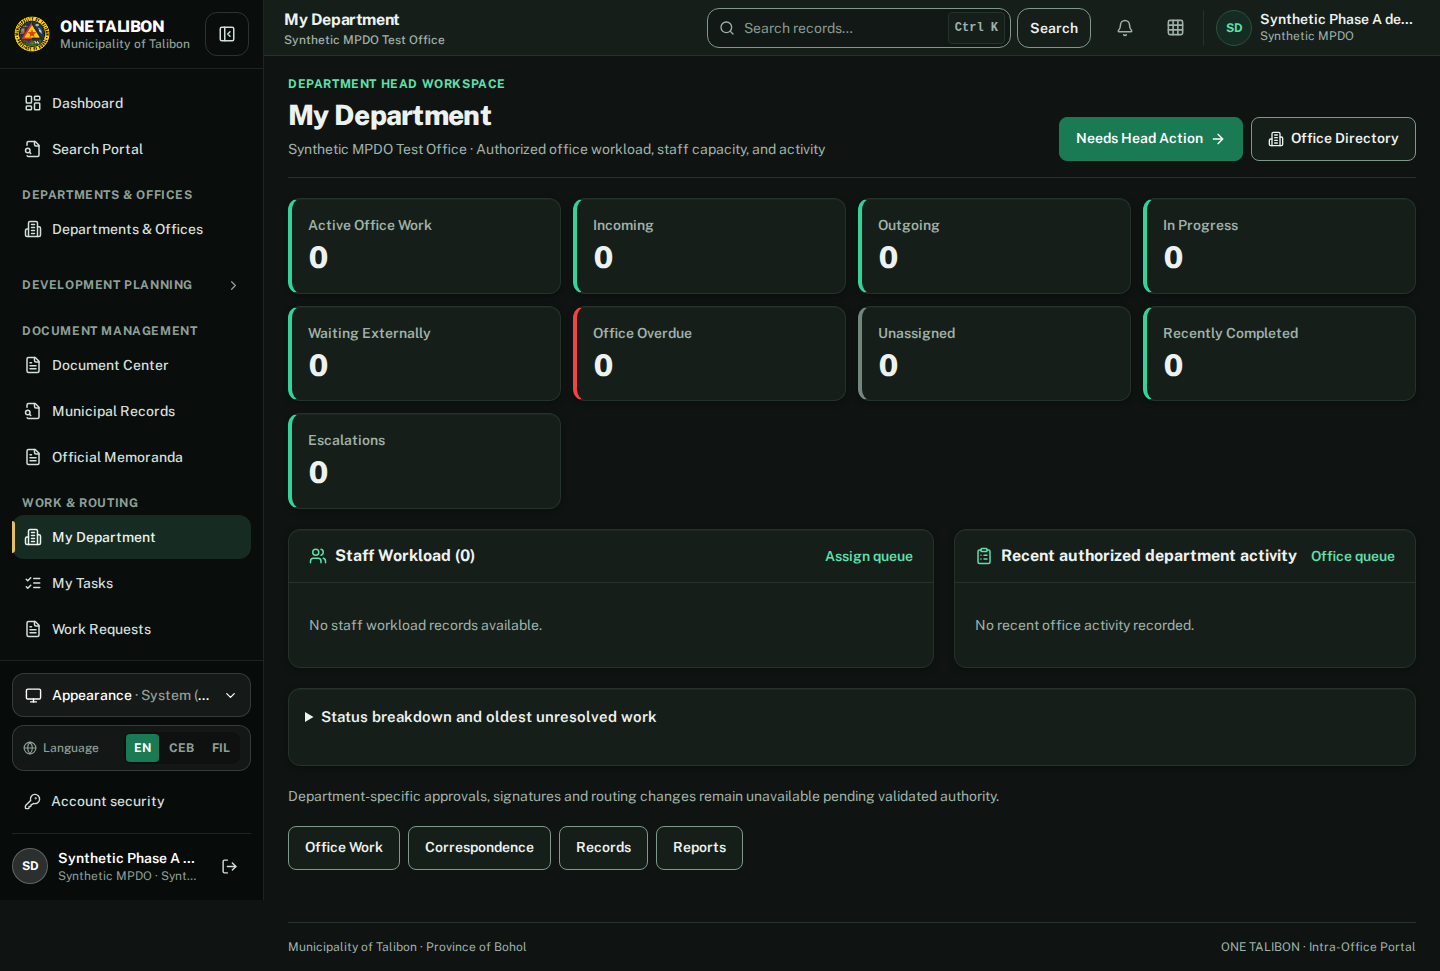 ONE TALIBON
Municipality of Talibon
My Department
Synthetic MPDO Test Office
Search records...
Ctrl K
Search
SD
Synthetic Phase A de...
Synthetic MPDO
Dashboard
Search Portal
DEPARTMENTS & OFFICES
Departments & Offices
DEVELOPMENT PLANNING
DOCUMENT MANAGEMENT
Document Center
Municipal Records
Official Memoranda
WORK & ROUTING
My Department
My Tasks
Work Requests
Appearance · System (...
Language
EN
CEB
FIL
Account security
SD
Synthetic Phase A ...
Synthetic MPDO · Synt...
DEPARTMENT HEAD WORKSPACE
My Department
Synthetic MPDO Test Office · Authorized office workload, staff capacity, and activity
Needs Head Action
Office Directory
Active Office Work
0
Incoming
0
Outgoing
0
In Progress
0
Waiting Externally
0
Office Overdue
0
Unassigned
0
Recently Completed
0
Escalations
0
Staff Workload (0)
Assign queue
No staff workload records available.
Recent authorized department activity
Office queue
No recent office activity recorded.
Status breakdown and oldest unresolved work
Department-specific approvals, signatures and routing changes remain unavailable pending validated authority.
Office Work
Correspondence
Records
Reports
Municipality of Talibon · Province of Bohol
ONE TALIBON · Intra-Office Portal